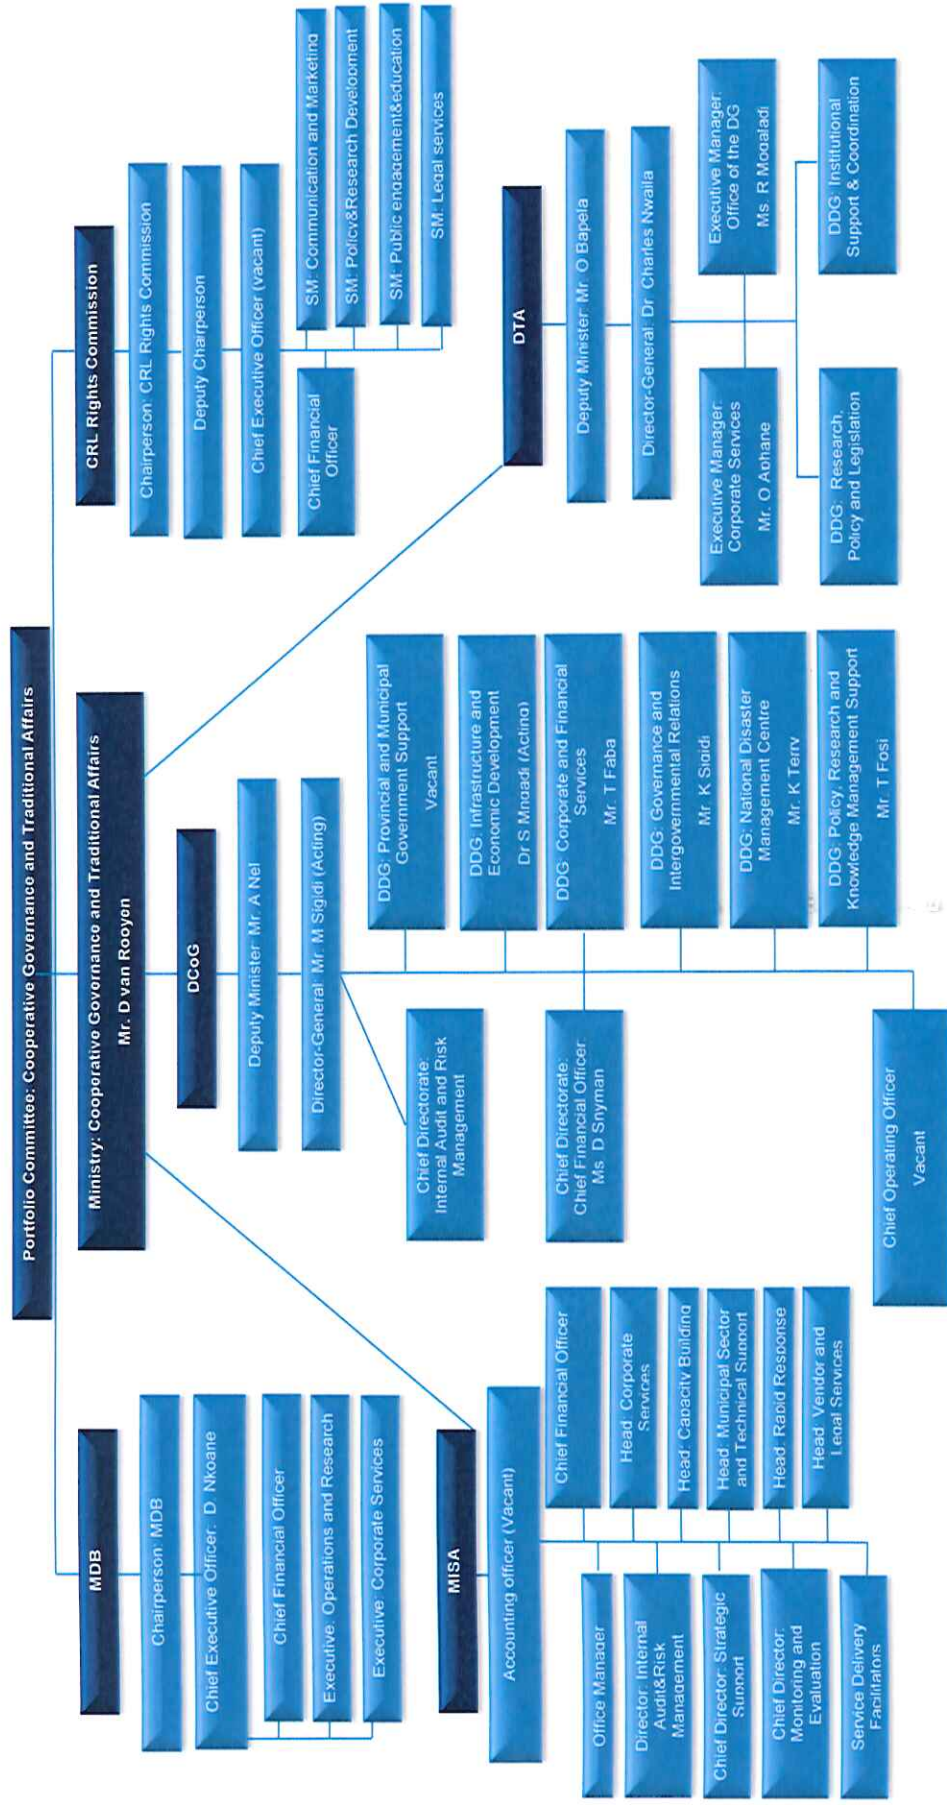 Portfolio Committee: Cooperative Governance and Traditional Affairs
MDB
Chairperson: MDB
Chief Executive Officer: D Nkoane
Chief Financial Officer
Executive: Operations and Research
Executive Corporate Services
Ministry: Cooperative Governance and Traditional Affairs
Mr. D van Rooyen
CRL Rights Commission
Chairperson: CRL Rights Commission
Deputy Chairperson
Chief Executive Officer (vacant)
Chief Financial
Officer
SM: Communication and Marketing
SM: Policy&Research Development
SM: Public engagement&education
SM: Legal services
MISA
Accounting officer (Vacant)
Office Manager
Director: Internal
Audit&Risk
Management
Chief Director: Strategic
Support
Chief Director:
Monitoring and
Evaluation
Service Delivery
Facilitators
Chief Financial Officer
Head: Corporate
Services
Head: Capacity Building
Head: Municipal Sector
and Technical Support
Head: Rapid Response
Head: Vendor and
Legal Services
DCoG
Deputy Minister: Mr. A Nel
Director-General: Mr. M Sigidi (Acting)
Chief Directorate:
Internal Audit and Risk
Management
Chief Directorate:
Chief Financial Officer
Ms D Snyman
Chief Operating Officer
Vacant
DDG: Provincial and Municipal
Government Support
Vacant
DDG: Infrastructure and
Economic Development
Dr S Mngadi (Acting)
DDG: Corporate and Financial
Services
Mr. T Faba
DDG: Governance and
Intergovernmental Relations
Mr. K Sigidi
DDG: National Disaster
Management Centre
Mr. K Terry
DDG: Policy, Research and
Knowledge Management Support
Mr. T Fosi
DTA
Deputy Minister: Mr. O Bapela
Director-General: Dr Charles Nwaila
Executive Manager:
Corporate Services
Mr. O Aphane
Executive Manager:
Office of the DG
Ms. R Mogaladi
DDG: Research,
Policy and Legislation
DDG: Institutional
Support & Coordination